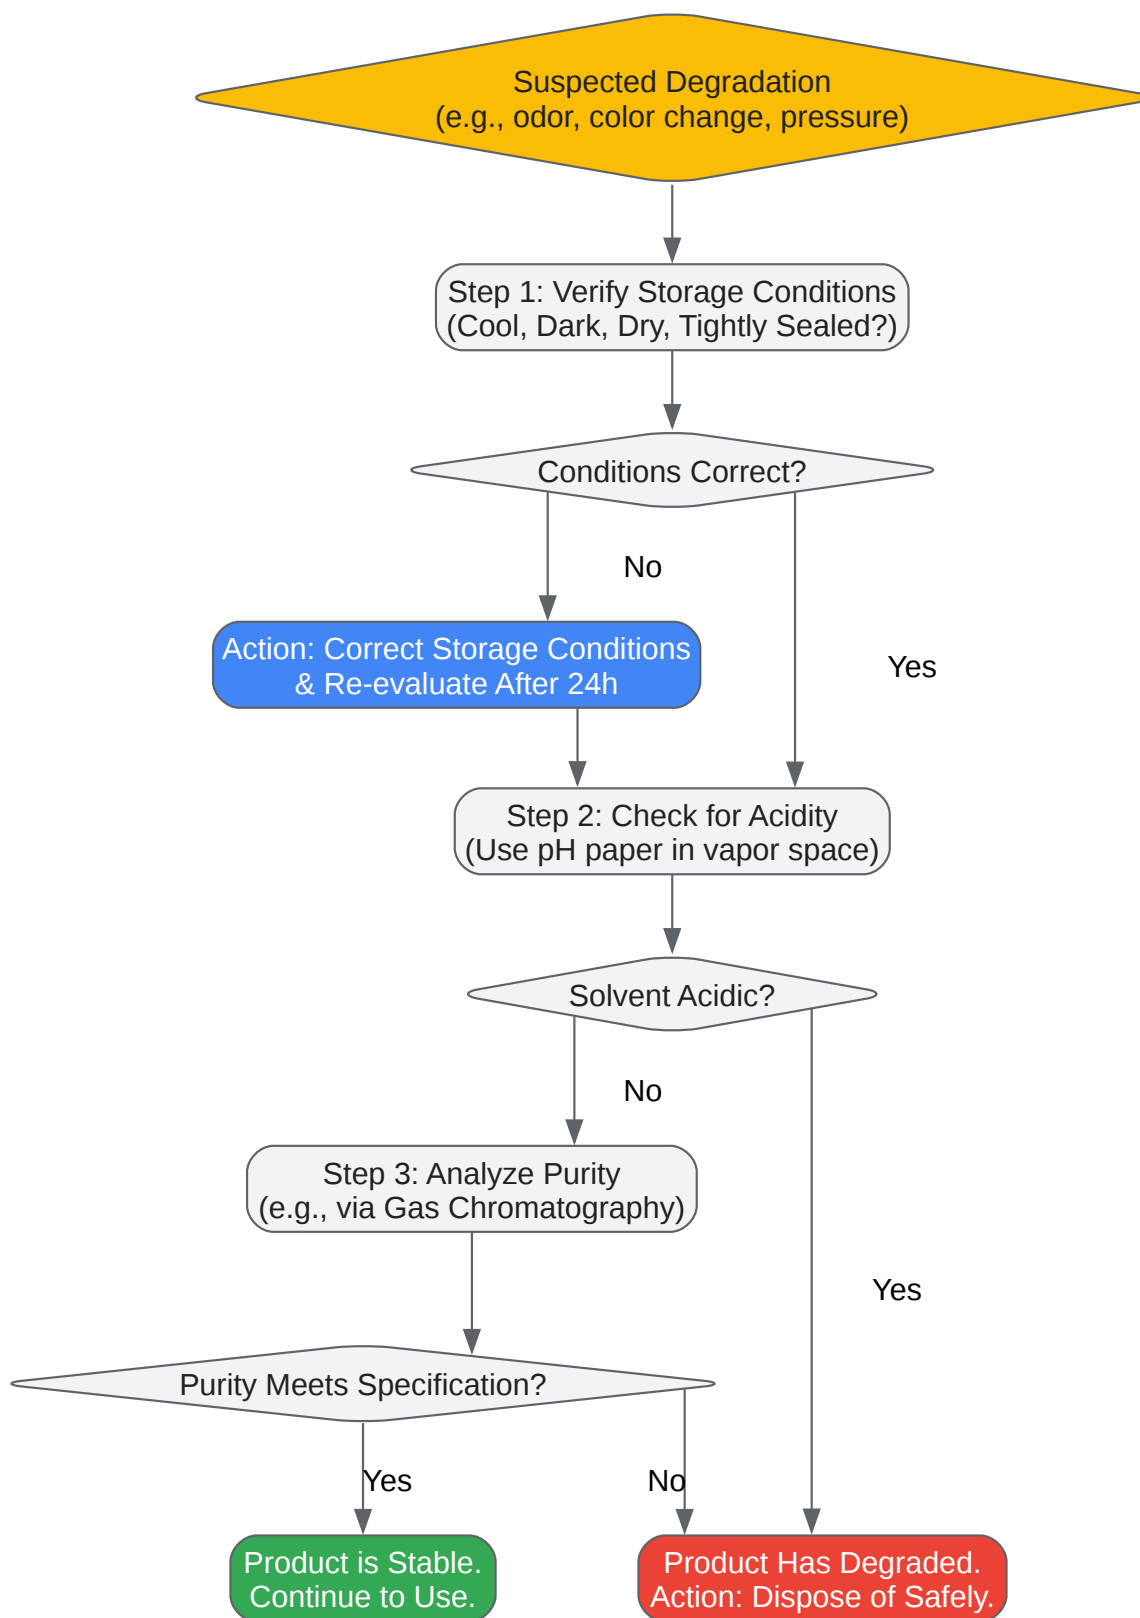 Suspected Degradation
(e.g., odor, color change, pressure)
Step 1: Verify Storage Conditions
(Cool, Dark, Dry, Tightly Sealed?)
Conditions Correct?
No
Action: Correct Storage Conditions
& Re-evaluate After 24h
Yes
Step 2: Check for Acidity
(Use pH paper in vapor space)
Solvent Acidic?
No
Step 3: Analyze Purity
(e.g., via Gas Chromatography)
Yes
Purity Meets Specification?
Yes
No
Product is Stable.
Continue to Use.
Product Has Degraded.
Action: Dispose of Safely.